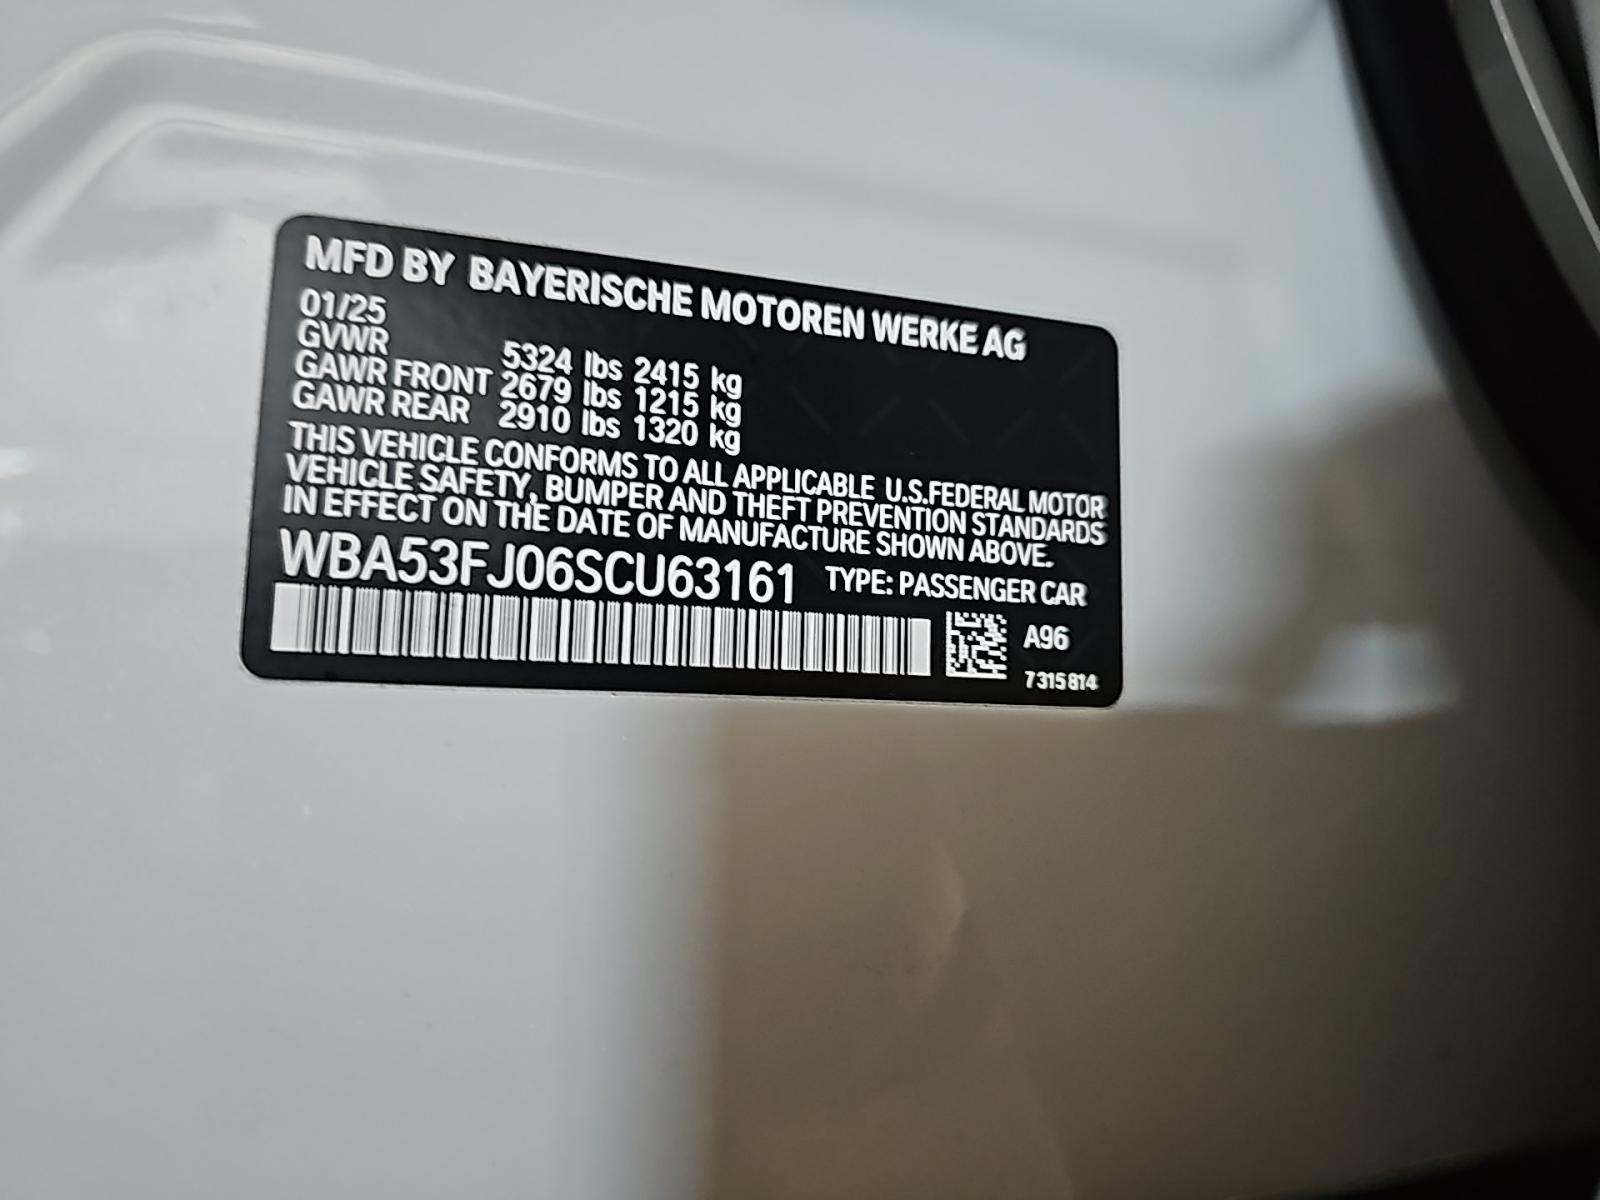 MFD BY BAYERISCHE MOTOREN WERKE AG
01/25
GVWR 5324 lbs 2415 kg
GAWR FRONT 2679 lbs 1215 kg
GAWR REAR 2910 lbs 1320 kg
THIS VEHICLE CONFORMS TO ALL APPLICABLE U.S.FEDERAL MOTOR
VEHICLE SAFETY, BUMPER AND THEFT PREVENTION STANDARDS
IN EFFECT ON THE DATE OF MANUFACTURE SHOWN ABOVE.
WBA53FJ06SCU63161 TYPE: PASSENGER CAR
A96
7315814